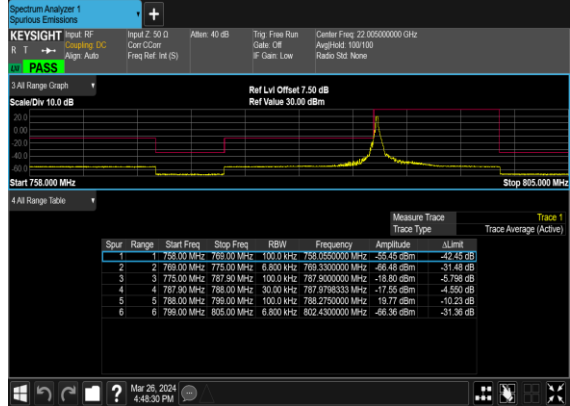 Spectrum Analyzer 1
Spurious Emissions
KEYSIGHT Input: RF Input Z: 50 Ω Atten: 40 dB Trig: Free Run Center Freq: 22.005000000 GHz
R T Coupling: DC Corr CCorr Gate: Off Avg|Hold: 100/100
Align: Auto Freq Ref: Int (S) IF Gain: Low Radio Std: None
PASS
3 All Range Graph
Ref Lvl Offset 7.50 dB
Scale/Div 10.0 dB Ref Value 30.00 dBm
20.0
0.00
-20.0
-40.0
-60.0
Start 758.000 MHz Stop 805.000 MHz
4 All Range Table
Measure Trace Trace 1
Trace Type Trace Average (Active)
Spur Range Start Freq Stop Freq RBW Frequency Amplitude ΔLimit
1 1 758.00 MHz 769.00 MHz 100.0 kHz 758.0550000 MHz -55.45 dBm -42.45 dB
2 2 769.00 MHz 775.00 MHz 6.800 kHz 769.3300000 MHz -66.48 dBm -31.48 dB
3 3 775.00 MHz 787.90 MHz 100.0 kHz 787.9000000 MHz -18.80 dBm -5.798 dB
4 4 787.90 MHz 788.00 MHz 30.00 kHz 787.9798333 MHz -17.55 dBm -4.550 dB
5 5 788.00 MHz 799.00 MHz 100.0 kHz 788.2750000 MHz 19.77 dBm -10.23 dB
6 6 799.00 MHz 805.00 MHz 6.800 kHz 802.4300000 MHz -66.36 dBm -31.36 dB
? Mar 26, 2024
4:48:30 PM